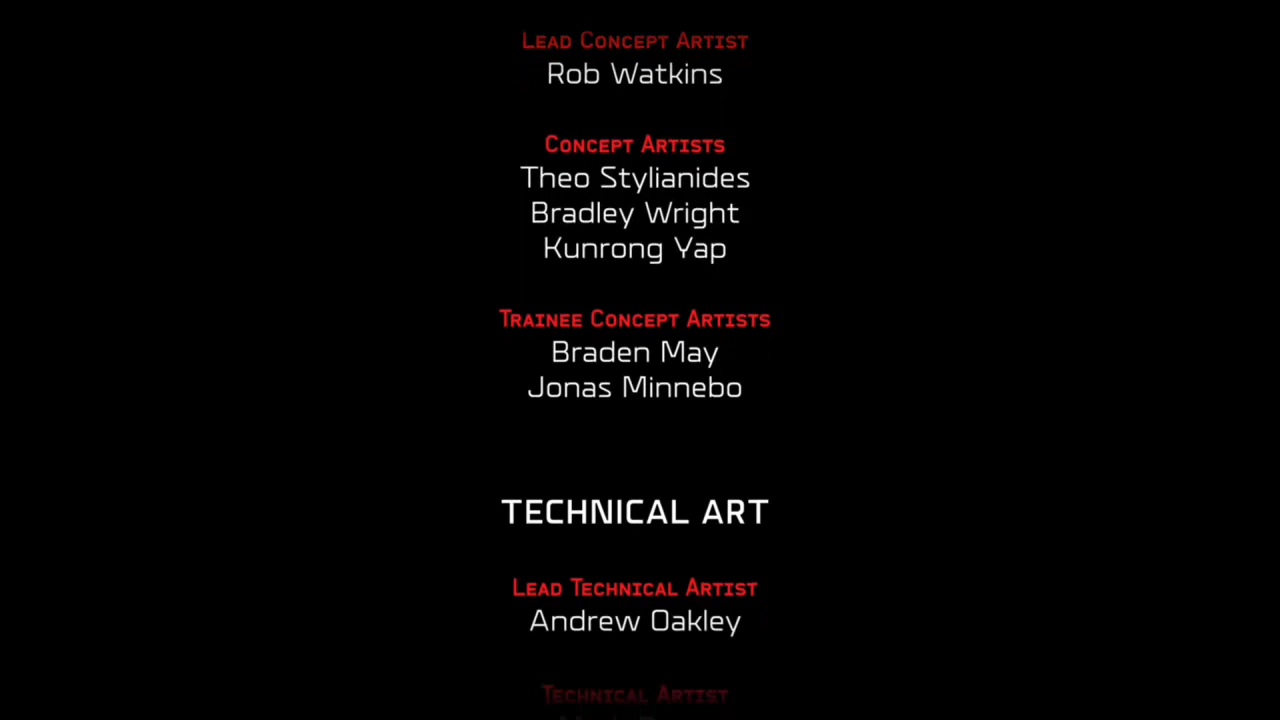 Lead Concept Artist
Rob Watkins
Concept Artists
Theo Stylianides
Bradley Wright
Kunrong Yap
Trainee Concept Artists
Braden May
Jonas Minnebo
TECHNICAL ART
Lead Technical Artist
Andrew Oakley
Technical Artist